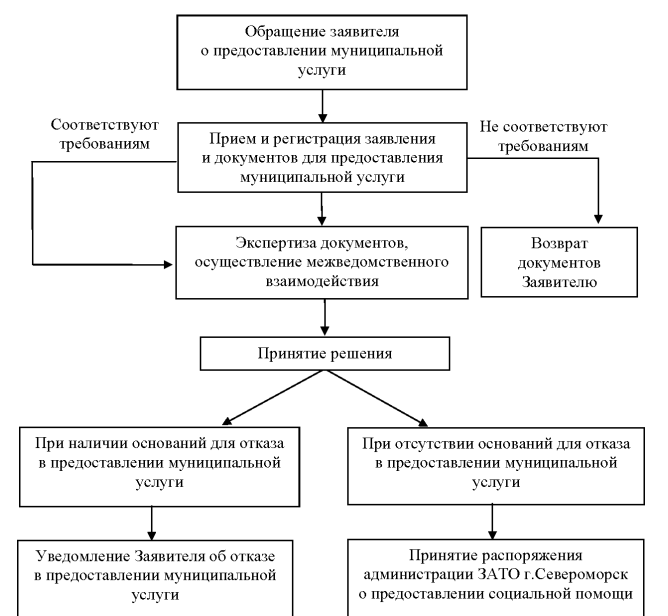 Обращение заявителя
о предоставлении муниципальной
услуги
Соответствуют
требованиям
Прием и регистрация заявления
и документов для предоставления
муниципальной услуги
Не соответствуют
требованиям
Экспертиза документов,
осуществление межведомственного
взаимодействия
Возврат
документов
Заявителю
Принятие решения
При наличии оснований для отказа
в предоставлении муниципальной
услуги
При отсутствии оснований для отказа
в предоставлении муниципальной
услуги
Уведомление Заявителя об отказе
в предоставлении муниципальной
услуги
Принятие распоряжения
администрации ЗАТО г.Североморск
о предоставлении социальной помощи